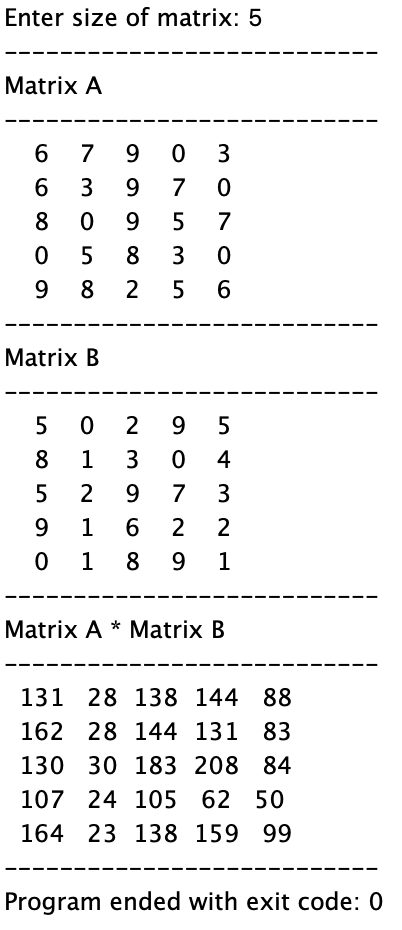 Enter size of matrix: 5
---------------------------
Matrix A
---------------------------
6 7 9 0 3
6 3 9 7 0
8 0 9 5 7
0 5 8 3 0
9 8 2 5 6
---------------------------
Matrix B
---------------------------
5 0 2 9 5
8 1 3 0 4
5 2 9 7 3
9 1 6 2 2
0 1 8 9 1
---------------------------
Matrix A * Matrix B
---------------------------
131 28 138 144 88
162 28 144 131 83
130 30 183 208 84
107 24 105 62 50
164 23 138 159 99
---------------------------
Program ended with exit code: 0